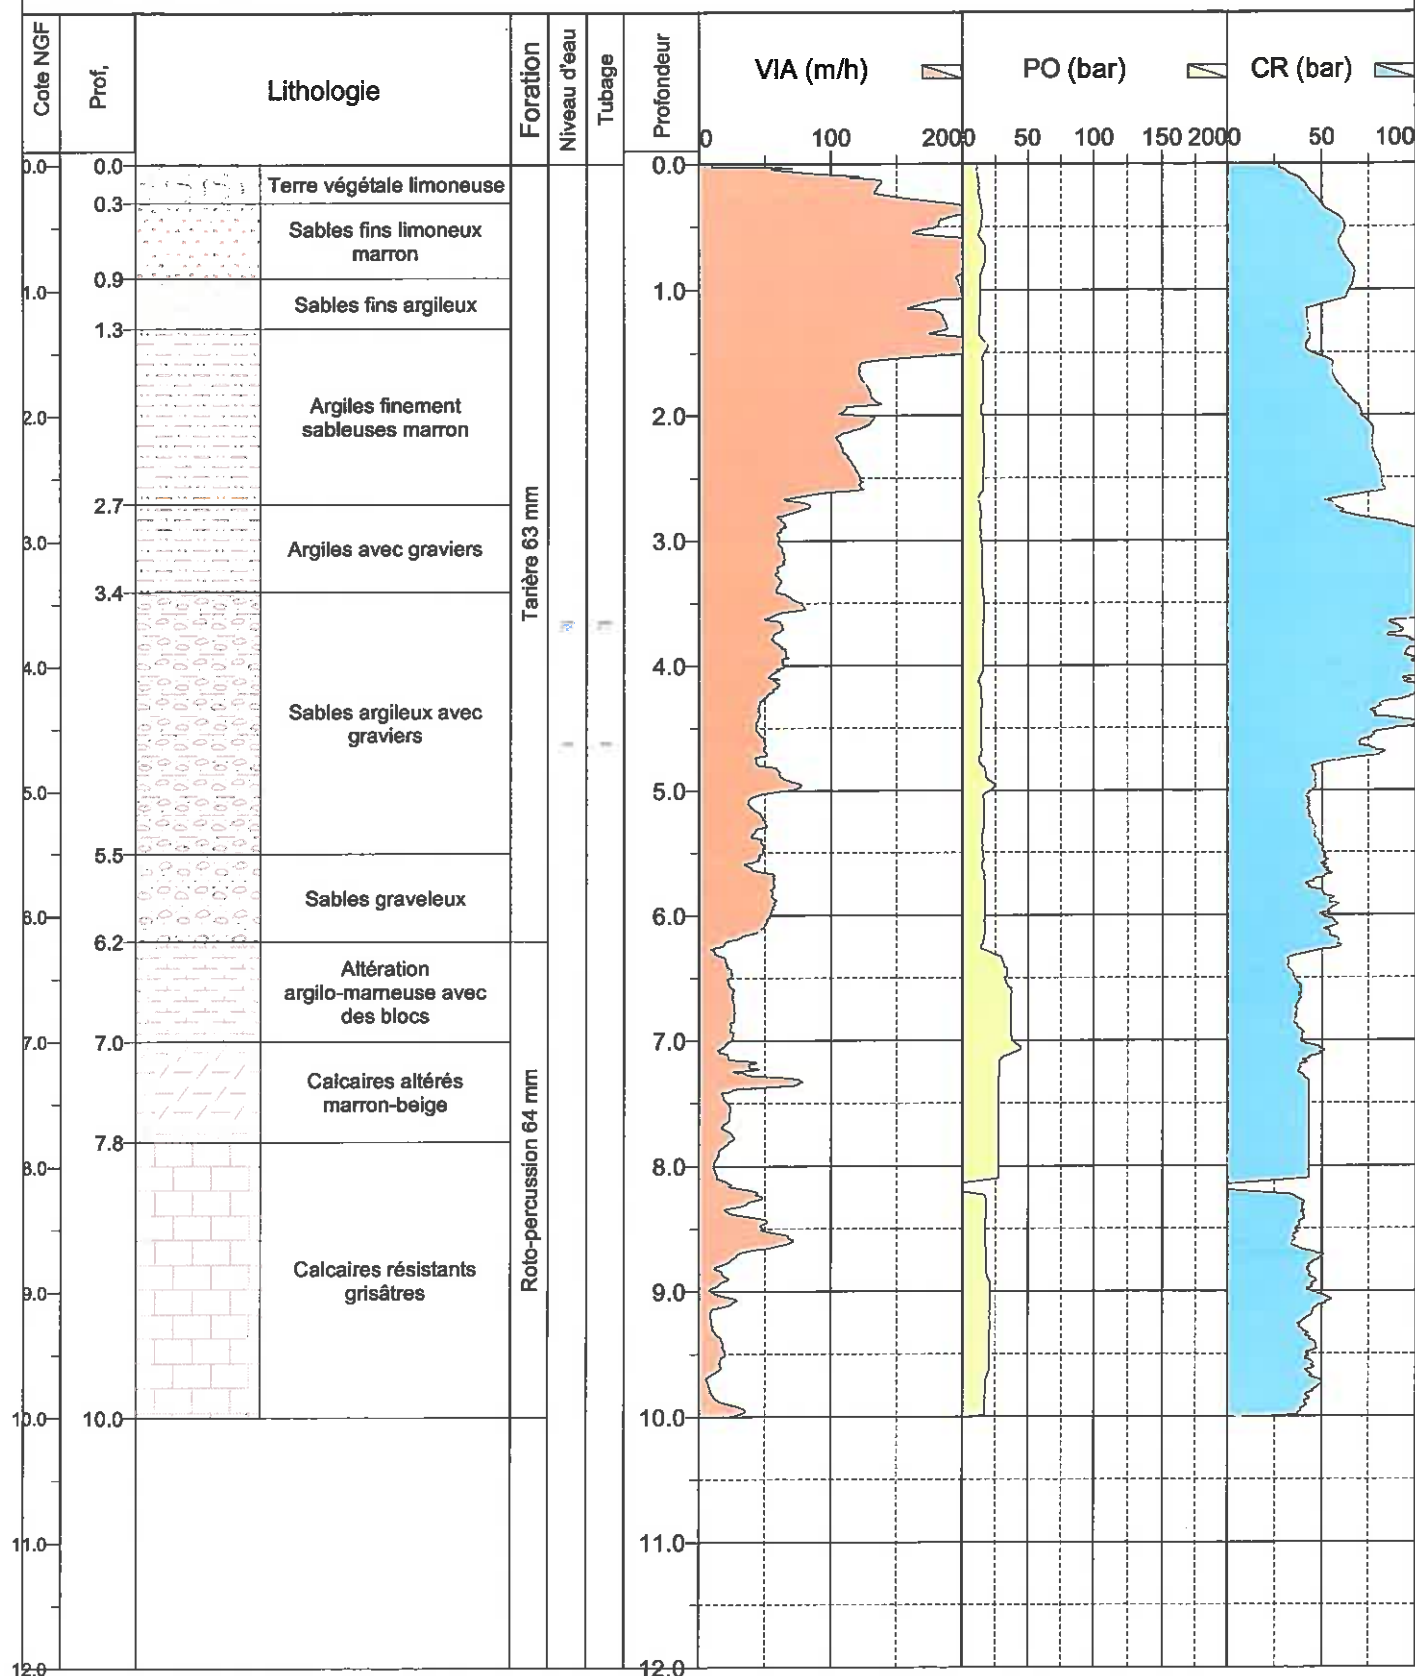 Cote NGF
Prof,
Lithologie
Foration
Niveau d'eau
Tubage
Profondeur
VIA (m/h)
PO (bar)
CR (bar)
0 100 200
0 50 100 150 200
0 50 100
0.0
1.0
2.0
3.0
4.0
5.0
6.0
7.0
8.0
9.0
10.0
11.0
12.0
0.0
Terre végétale limoneuse
0.3
Sables fins limoneux
marron
0.9
Sables fins argileux
1.3
Argiles finement
sableuses marron
2.7
Argiles avec graviers
3.4
Sables argileux avec
graviers
5.5
Sables graveleux
6.2
Altération
argilo-marneuse avec
des blocs
7.0
Calcaires altérés
marron-beige
7.8
Calcaires résistants
grisâtres
10.0
Tarière 63 mm
Roto-percussion 64 mm
0.0
1.0
2.0
3.0
4.0
5.0
6.0
7.0
8.0
9.0
10.0
11.0
12.0